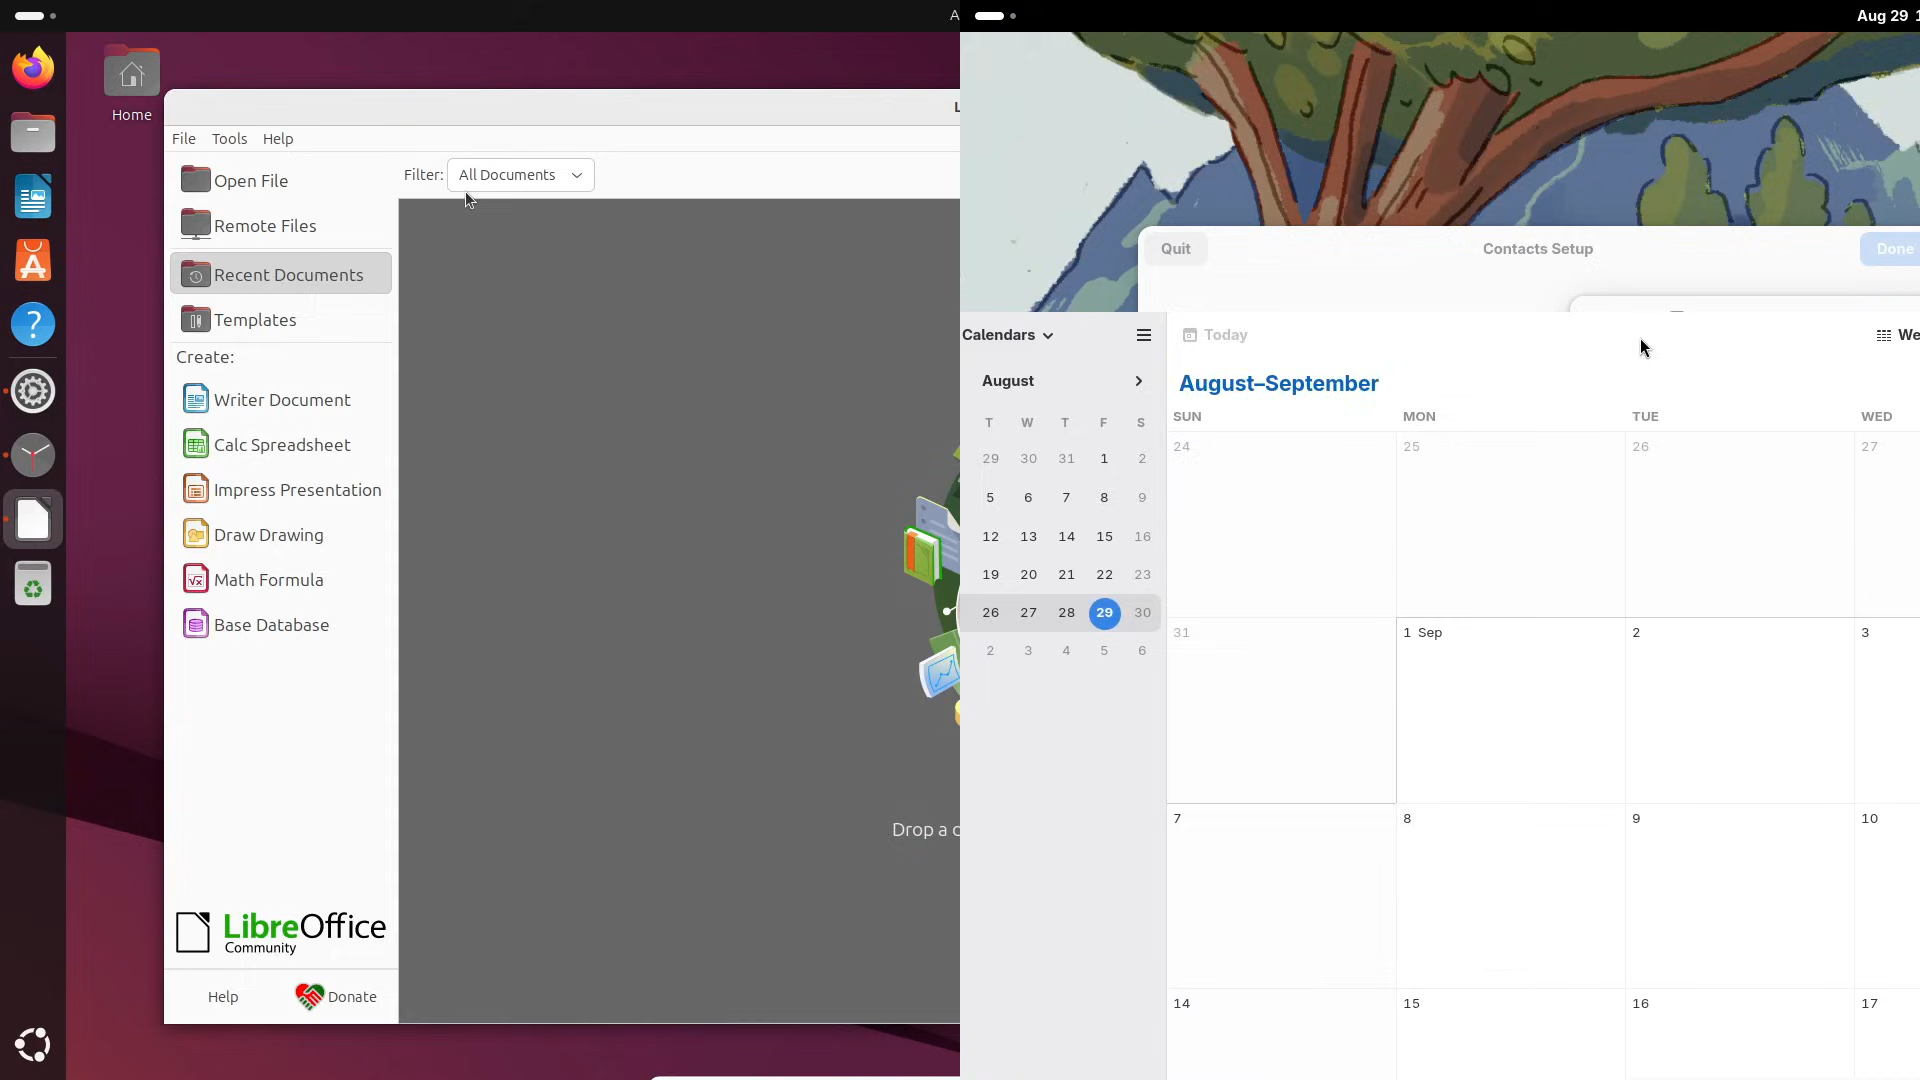 Aug 29
Home
File Tools Help
Filter: All Documents
Open File
Remote Files
Recent Documents
Templates
Create:
Writer Document
Calc Spreadsheet
Impress Presentation
Draw Drawing
Math Formula
Base Database
Drop a
LibreOffice
Community
Help Donate
Quit Contacts Setup Done
Calendars Today
August
August–September
T W T F S
29 30 31 1 2
5 6 7 8 9
12 13 14 15 16
19 20 21 22 23
26 27 28 29 30
2 3 4 5 6
SUN MON TUE WED
24 25 26 27
31 1 Sep 2 3
7 8 9 10
14 15 16 17